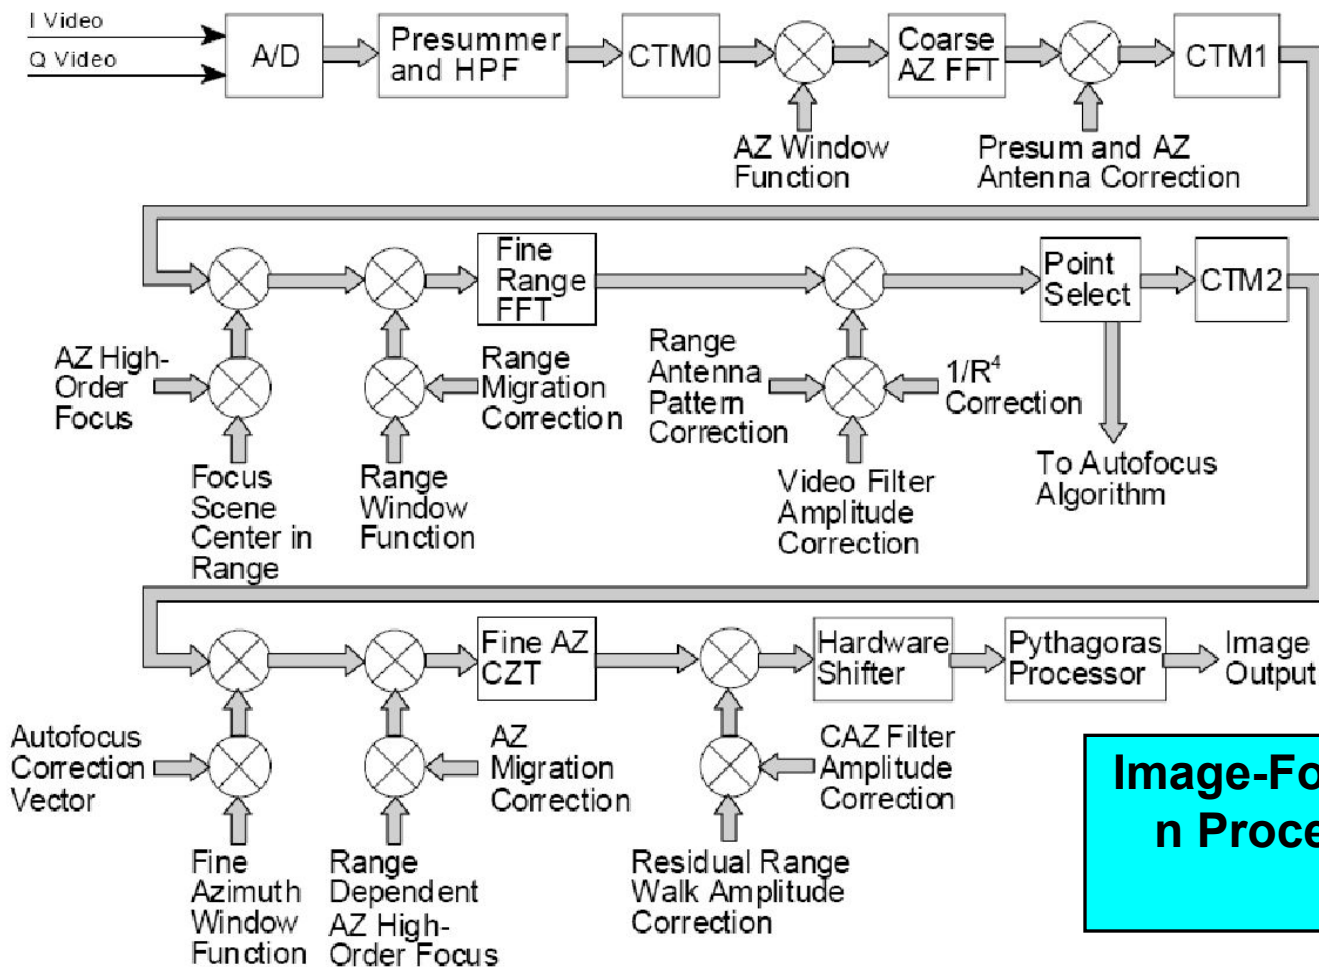 I Video
Q Video
A/D
Presummer
and HPF
CTM0
Coarse
AZ FFT
CTM1
AZ Window
Function
Presum and AZ
Antenna Correction
Fine
Range
FFT
Point
Select
CTM2
AZ High-
Order
Focus
Range
Migration
Correction
Range
Antenna
Pattern
Correction
1/R⁴
Correction
Focus
Scene
Center in
Range
Range
Window
Function
Video Filter
Amplitude
Correction
To Autofocus
Algorithm
Fine AZ
CZT
Hardware
Shifter
Pythagoras
Processor
Image
Output
Autofocus
Correction
Vector
AZ
Migration
Correction
CAZ Filter
Amplitude
Correction
Fine
Azimuth
Window
Function
Range
Dependent
AZ High-
Order Focus
Residual Range
Walk Amplitude
Correction
Image-Fo
n Proce